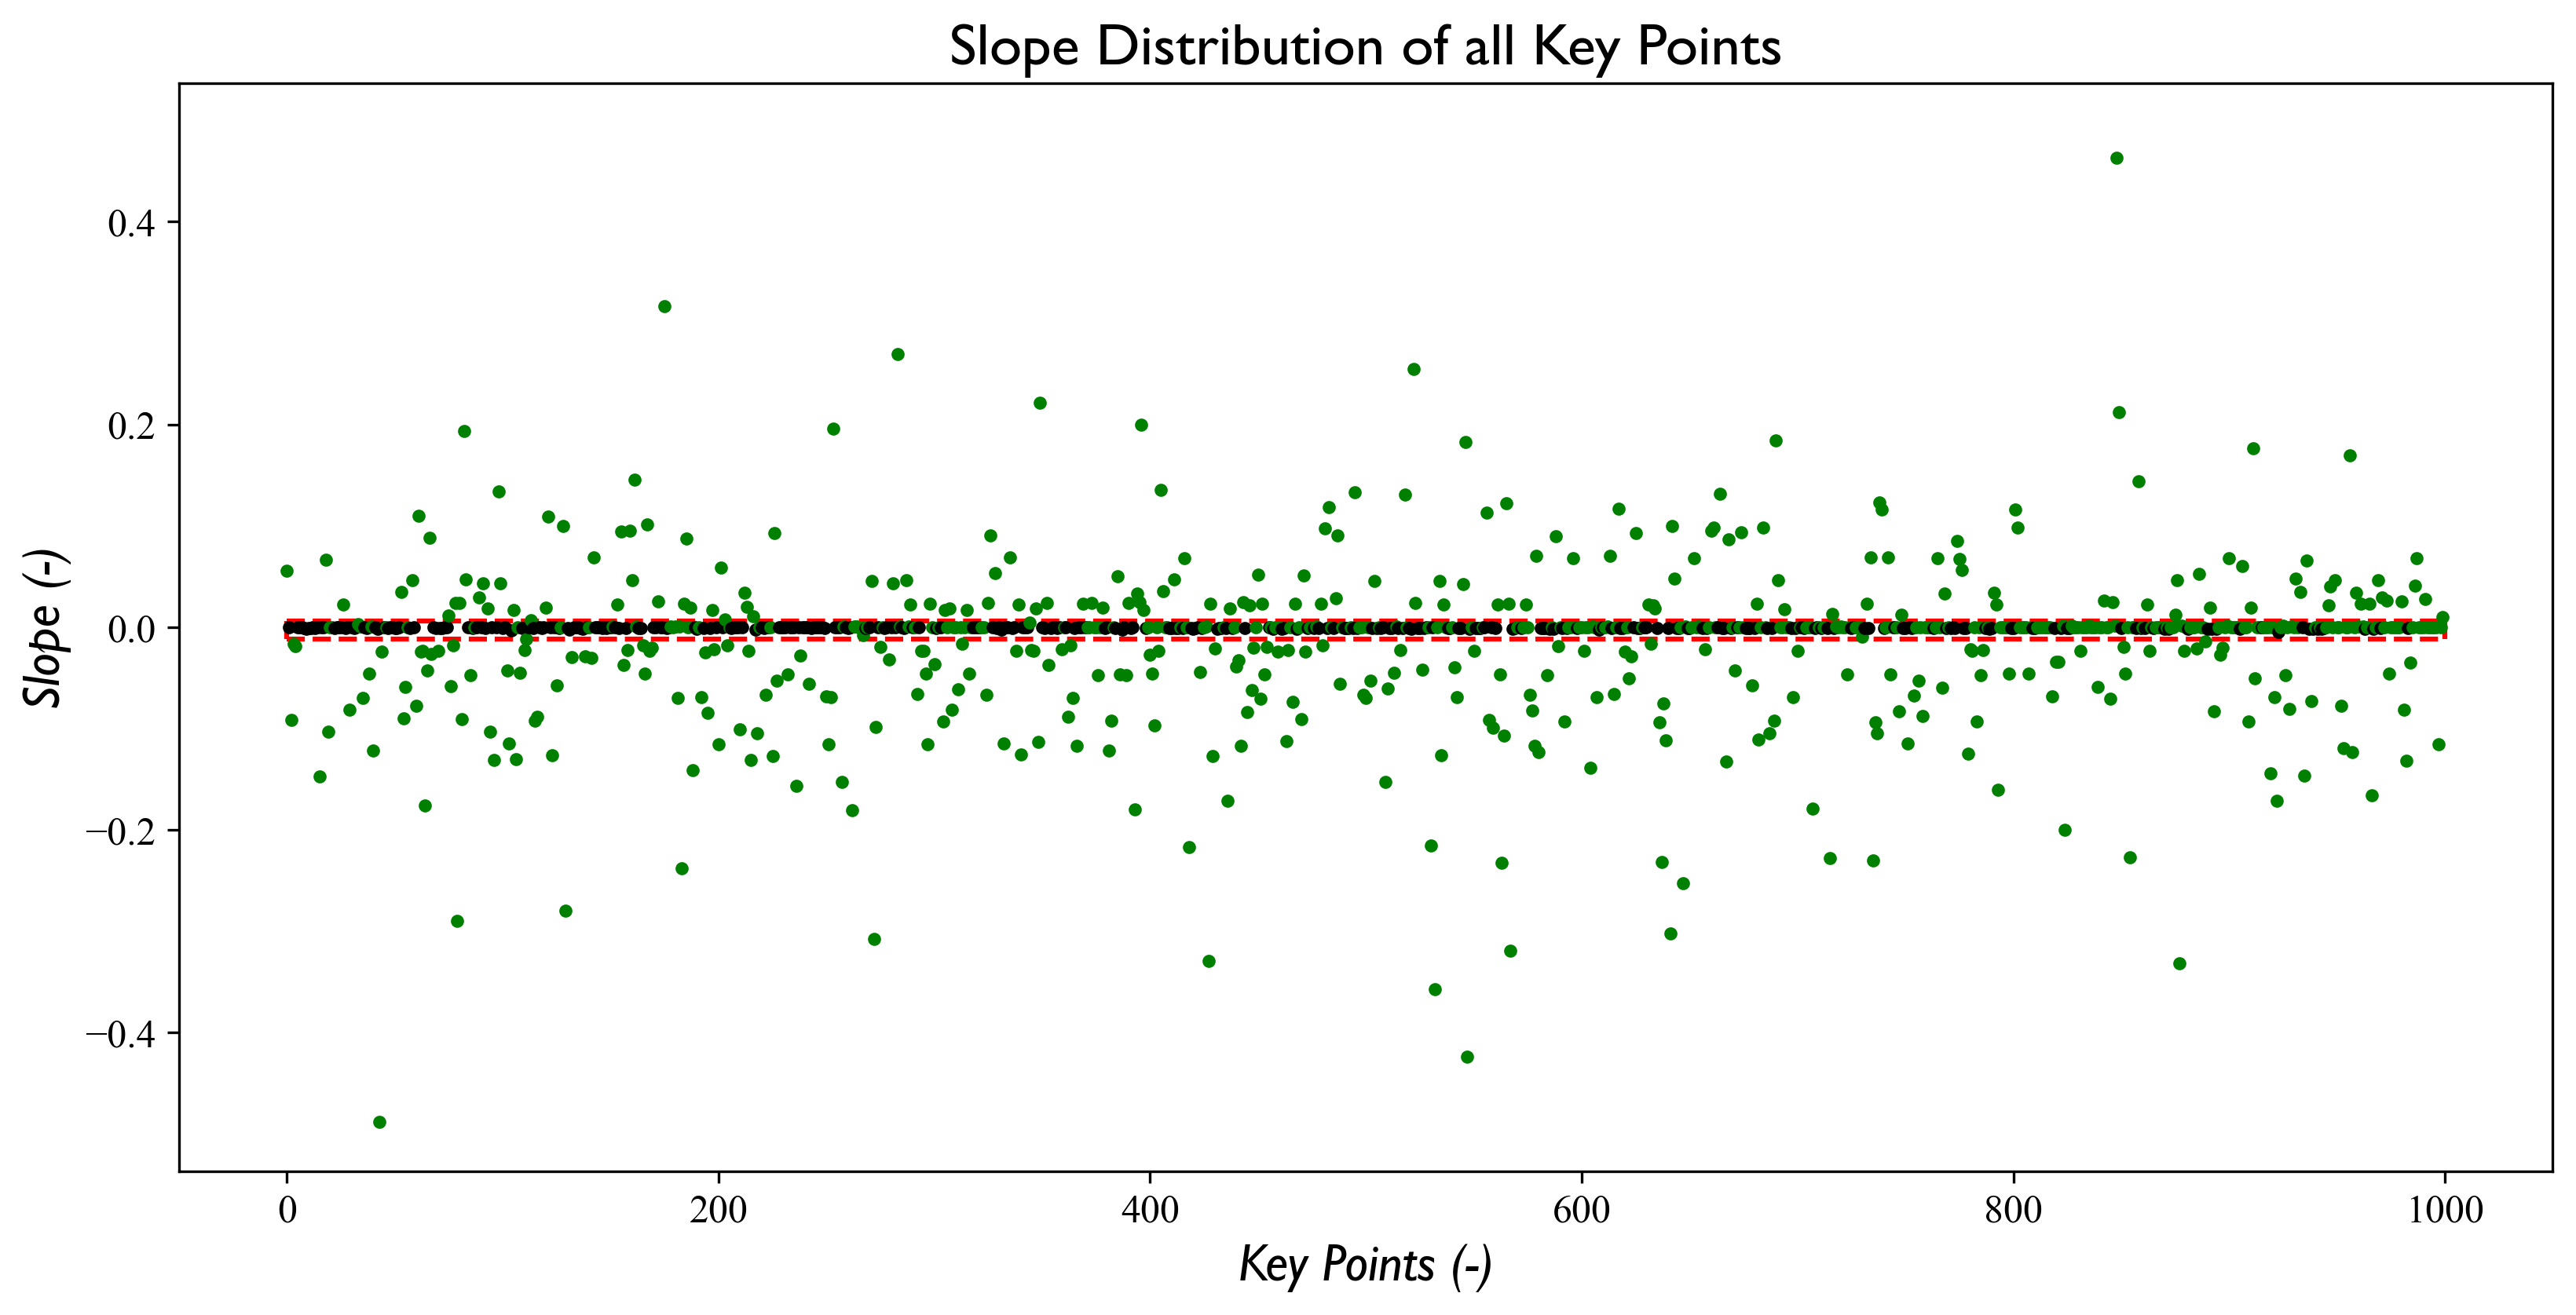 Slope Distribution of all Key Points
Slope (-)
0.4
0.2
0.0
−0.2
−0.4
0 200 400 600 800 1000
Key Points (-)